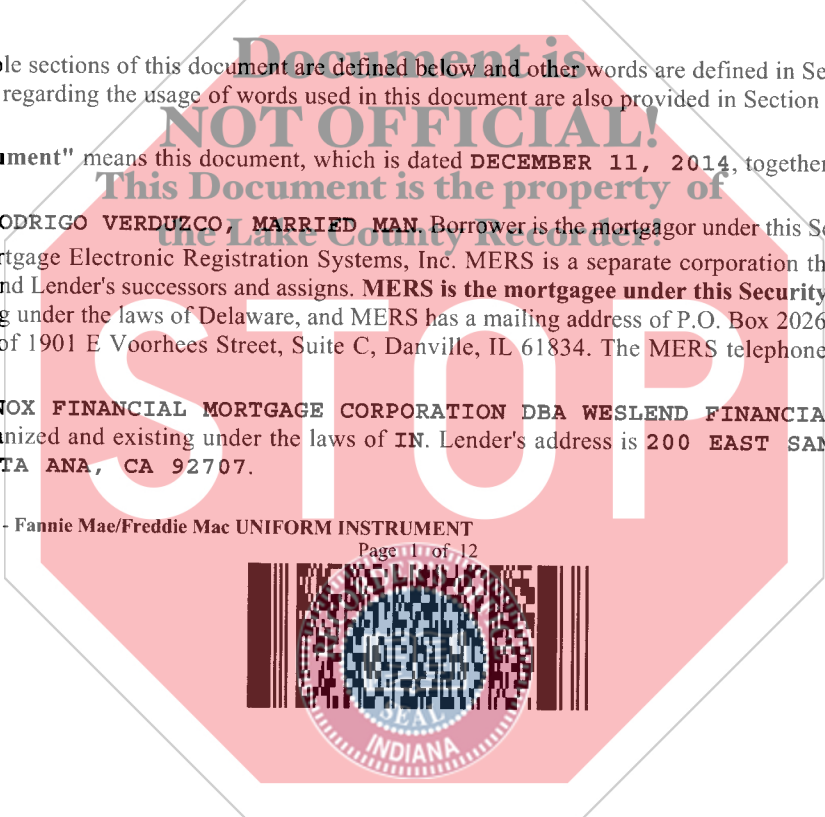 Document is
le sections of this document are defined below and other words are defined in Se
regarding the usage of words used in this document are also provided in Section
NOT OFFICIAL!
ment" means this document, which is dated DECEMBER 11, 2014, together
This Document is the property of
ODRIGO VERDUZCO, MARRIED MAN. Borrower is the mortgagor under this Se
the Lake County Recorder!
rtgage Electronic Registration Systems, Inc. MERS is a separate corporation th
nd Lender's successors and assigns. MERS is the mortgagee under this Security
g under the laws of Delaware, and MERS has a mailing address of P.O. Box 2026
of 1901 E Voorhees Street, Suite C, Danville, IL 61834. The MERS telephone
STOP
NOX FINANCIAL MORTGAGE CORPORATION DBA WESLEND FINANCIA
nized and existing under the laws of IN. Lender's address is 200 EAST SAN
TA ANA, CA 92707.
- Fannie Mae/Freddie Mac UNIFORM INSTRUMENT
Page 1 of 12
SEAL
INDIANA